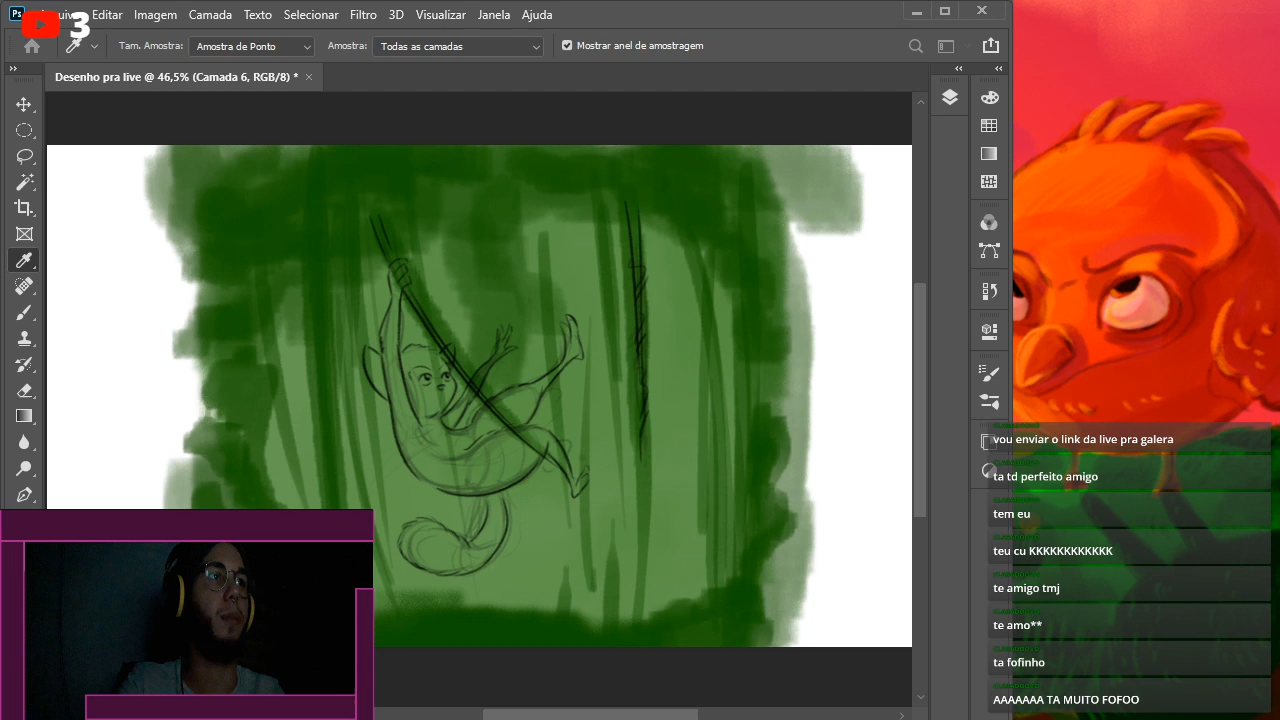 Ps Arquivo Editar Imagem Camada Texto Selecionar Filtro 3D Visualizar Janela Ajuda
3
Tam. Amostra: Amostra de Ponto Amostra: Todas as camadas Mostrar anel de amostragem
Desenho pra live @ 46,5% (Camada 6, RGB/8) *
vou enviar o link da live pra galera
ta td perfeito amigo
tem eu
teu cu KKKKKKKKKKKK
te amigo tmj
te amo**
ta fofinho
AAAAAAA TA MUITO FOFOO